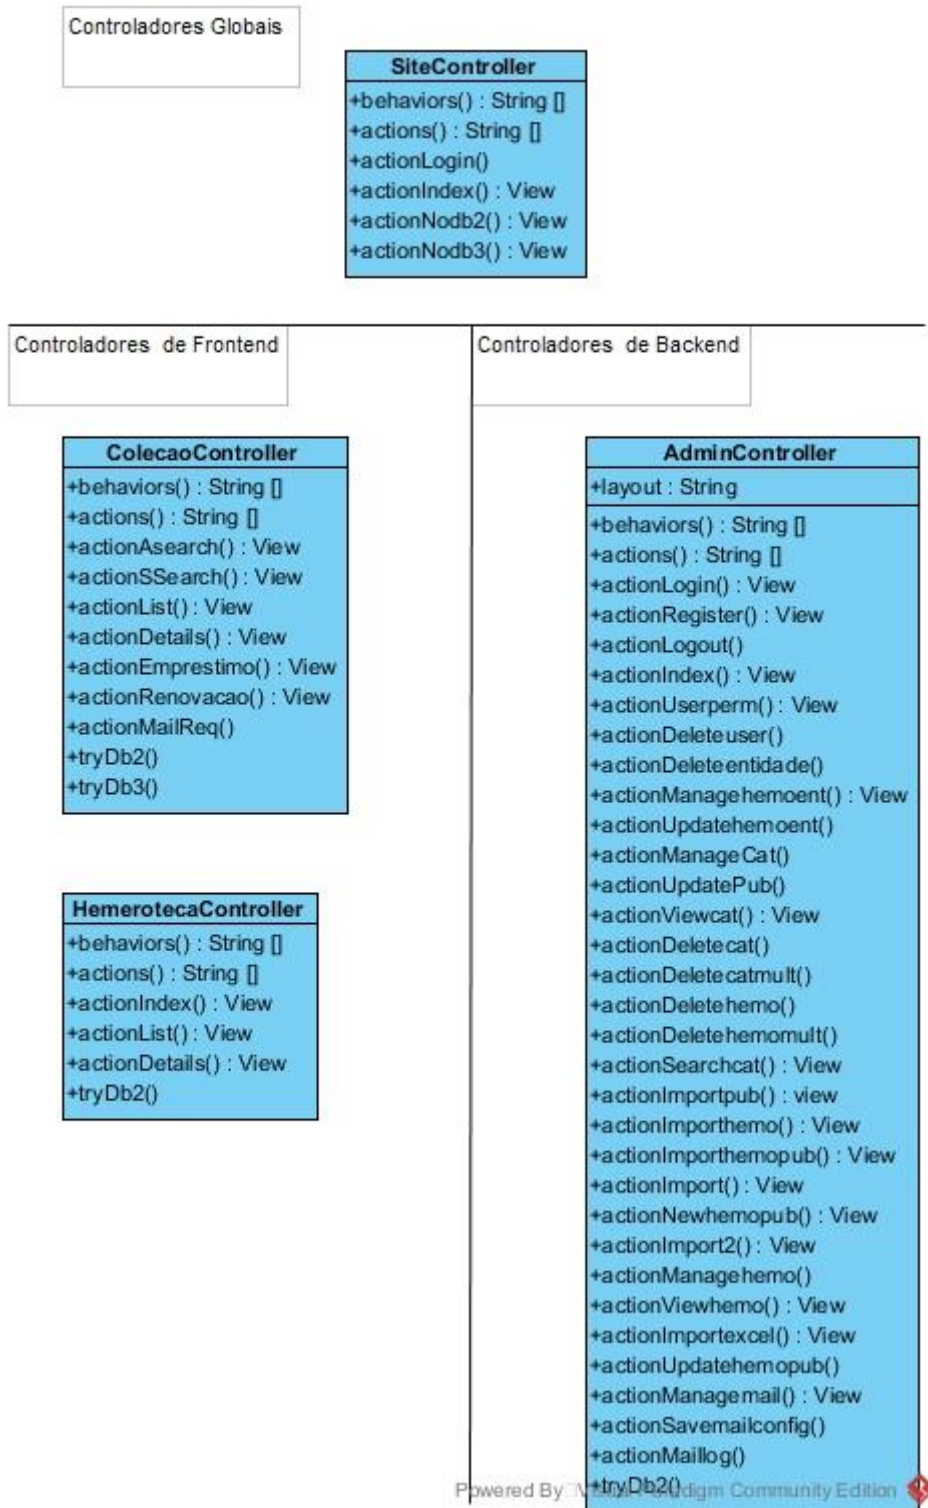 Controladores Globais
SiteController
+behaviors() : String []
+actions() : String []
+actionLogin()
+actionIndex() : View
+actionNodb2() : View
+actionNodb3() : View
Controladores de Frontend
Controladores de Backend
ColecaoController
+behaviors() : String []
+actions() : String []
+actionAsearch() : View
+actionSSearch() : View
+actionList() : View
+actionDetails() : View
+actionEmprestimo() : View
+actionRenovacao() : View
+actionMailReq()
+tryDb2()
+tryDb3()
HemerotecaController
+behaviors() : String []
+actions() : String []
+actionIndex() : View
+actionList() : View
+actionDetails() : View
+tryDb2()
AdminController
+layout : String
+behaviors() : String []
+actions() : String []
+actionLogin() : View
+actionRegister() : View
+actionLogout()
+actionIndex() : View
+actionUserperm() : View
+actionDeleteuser()
+actionDeleteentidade()
+actionManagehemoent() : View
+actionUpdatehemoent()
+actionManageCat()
+actionUpdatePub()
+actionViewcat() : View
+actionDeletecat()
+actionDeletecatmult()
+actionDeletehemo()
+actionDeletehemomult()
+actionSearchcat() : View
+actionImportpub() : view
+actionImporthemo() : View
+actionImporthemopub() : View
+actionImport() : View
+actionNewhemopub() : View
+actionImport2() : View
+actionManagehemo()
+actionViewhemo() : View
+actionImportexcel() : View
+actionUpdatehemopub()
+actionManagemail() : View
+actionSavemailconfig()
+actionMaillog()
+tryDb2()
Powered By Visual Paradigm Community Edition